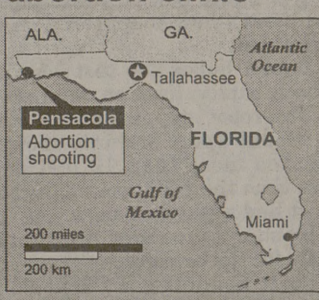 ALA.
GA.
Atlantic
Ocean
Tallahassee
Pensacola
Abortion
shooting
FLORIDA
Gulf of
Mexico
Miami
200 miles
200 km